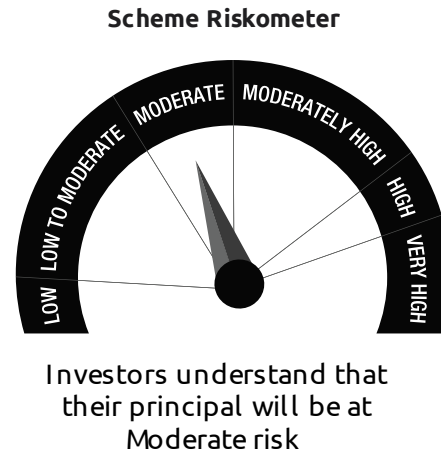 Scheme Riskometer
LOW
LOW TO MODERATE
MODERATE
MODERATELY HIGH
HIGH
VERY HIGH
Investors understand that
their principal will be at
Moderate risk